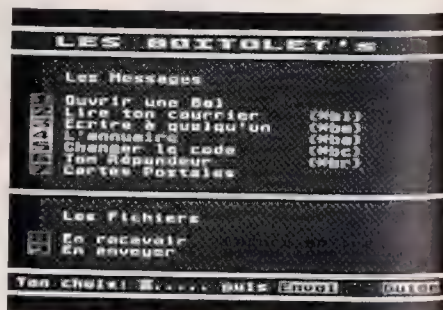 LES BOITOLET's
Les Messages
Ouvrir une Bal
Lire ton courrier (*bl)
Ecrire à quelqu'un (*be)
L'annuaire (*ba)
Changer le code (*bc)
Ton Répondeur (*br)
Cartes Postales
Les Fichiers
En recevoir
En envoyer
Ton choix: *..... puis Envoi